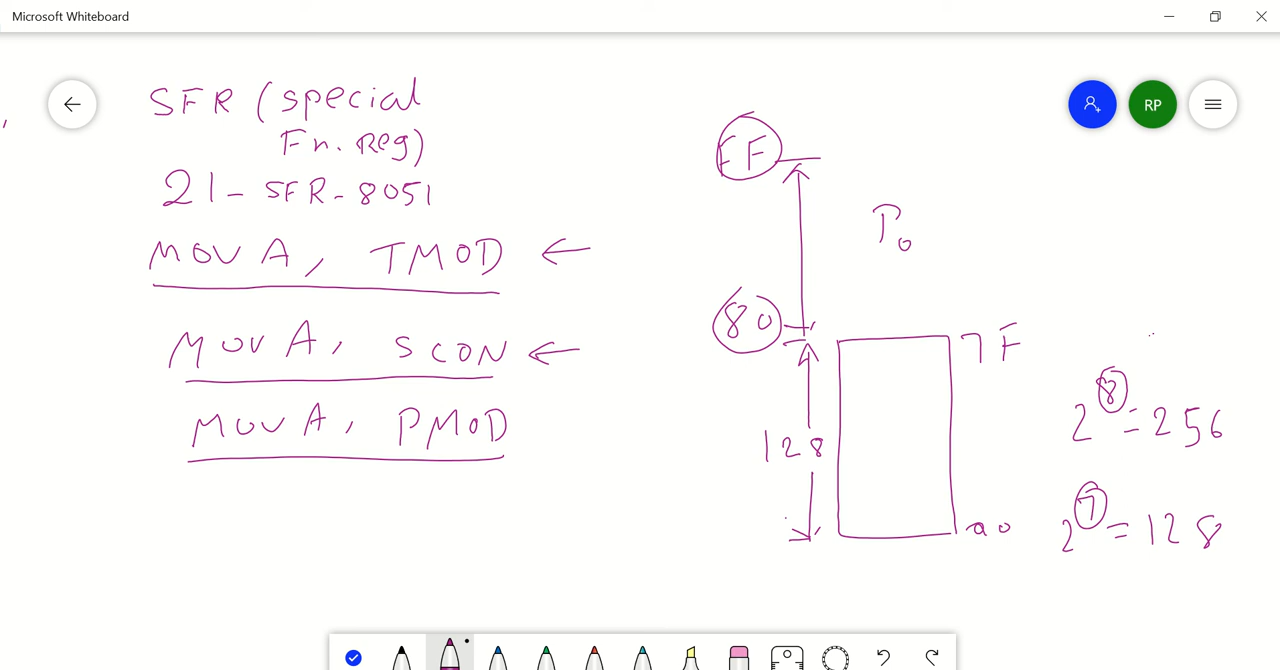 Microsoft Whiteboard
RP
SFR (special
Fn. Reg)
21 - SFR - 8051
MOV A, TMOD ←
MOV A, SCON ←
MOV A, PMOD
FF
P0
80
7F
128
00
2^8 = 256
2^7 = 128